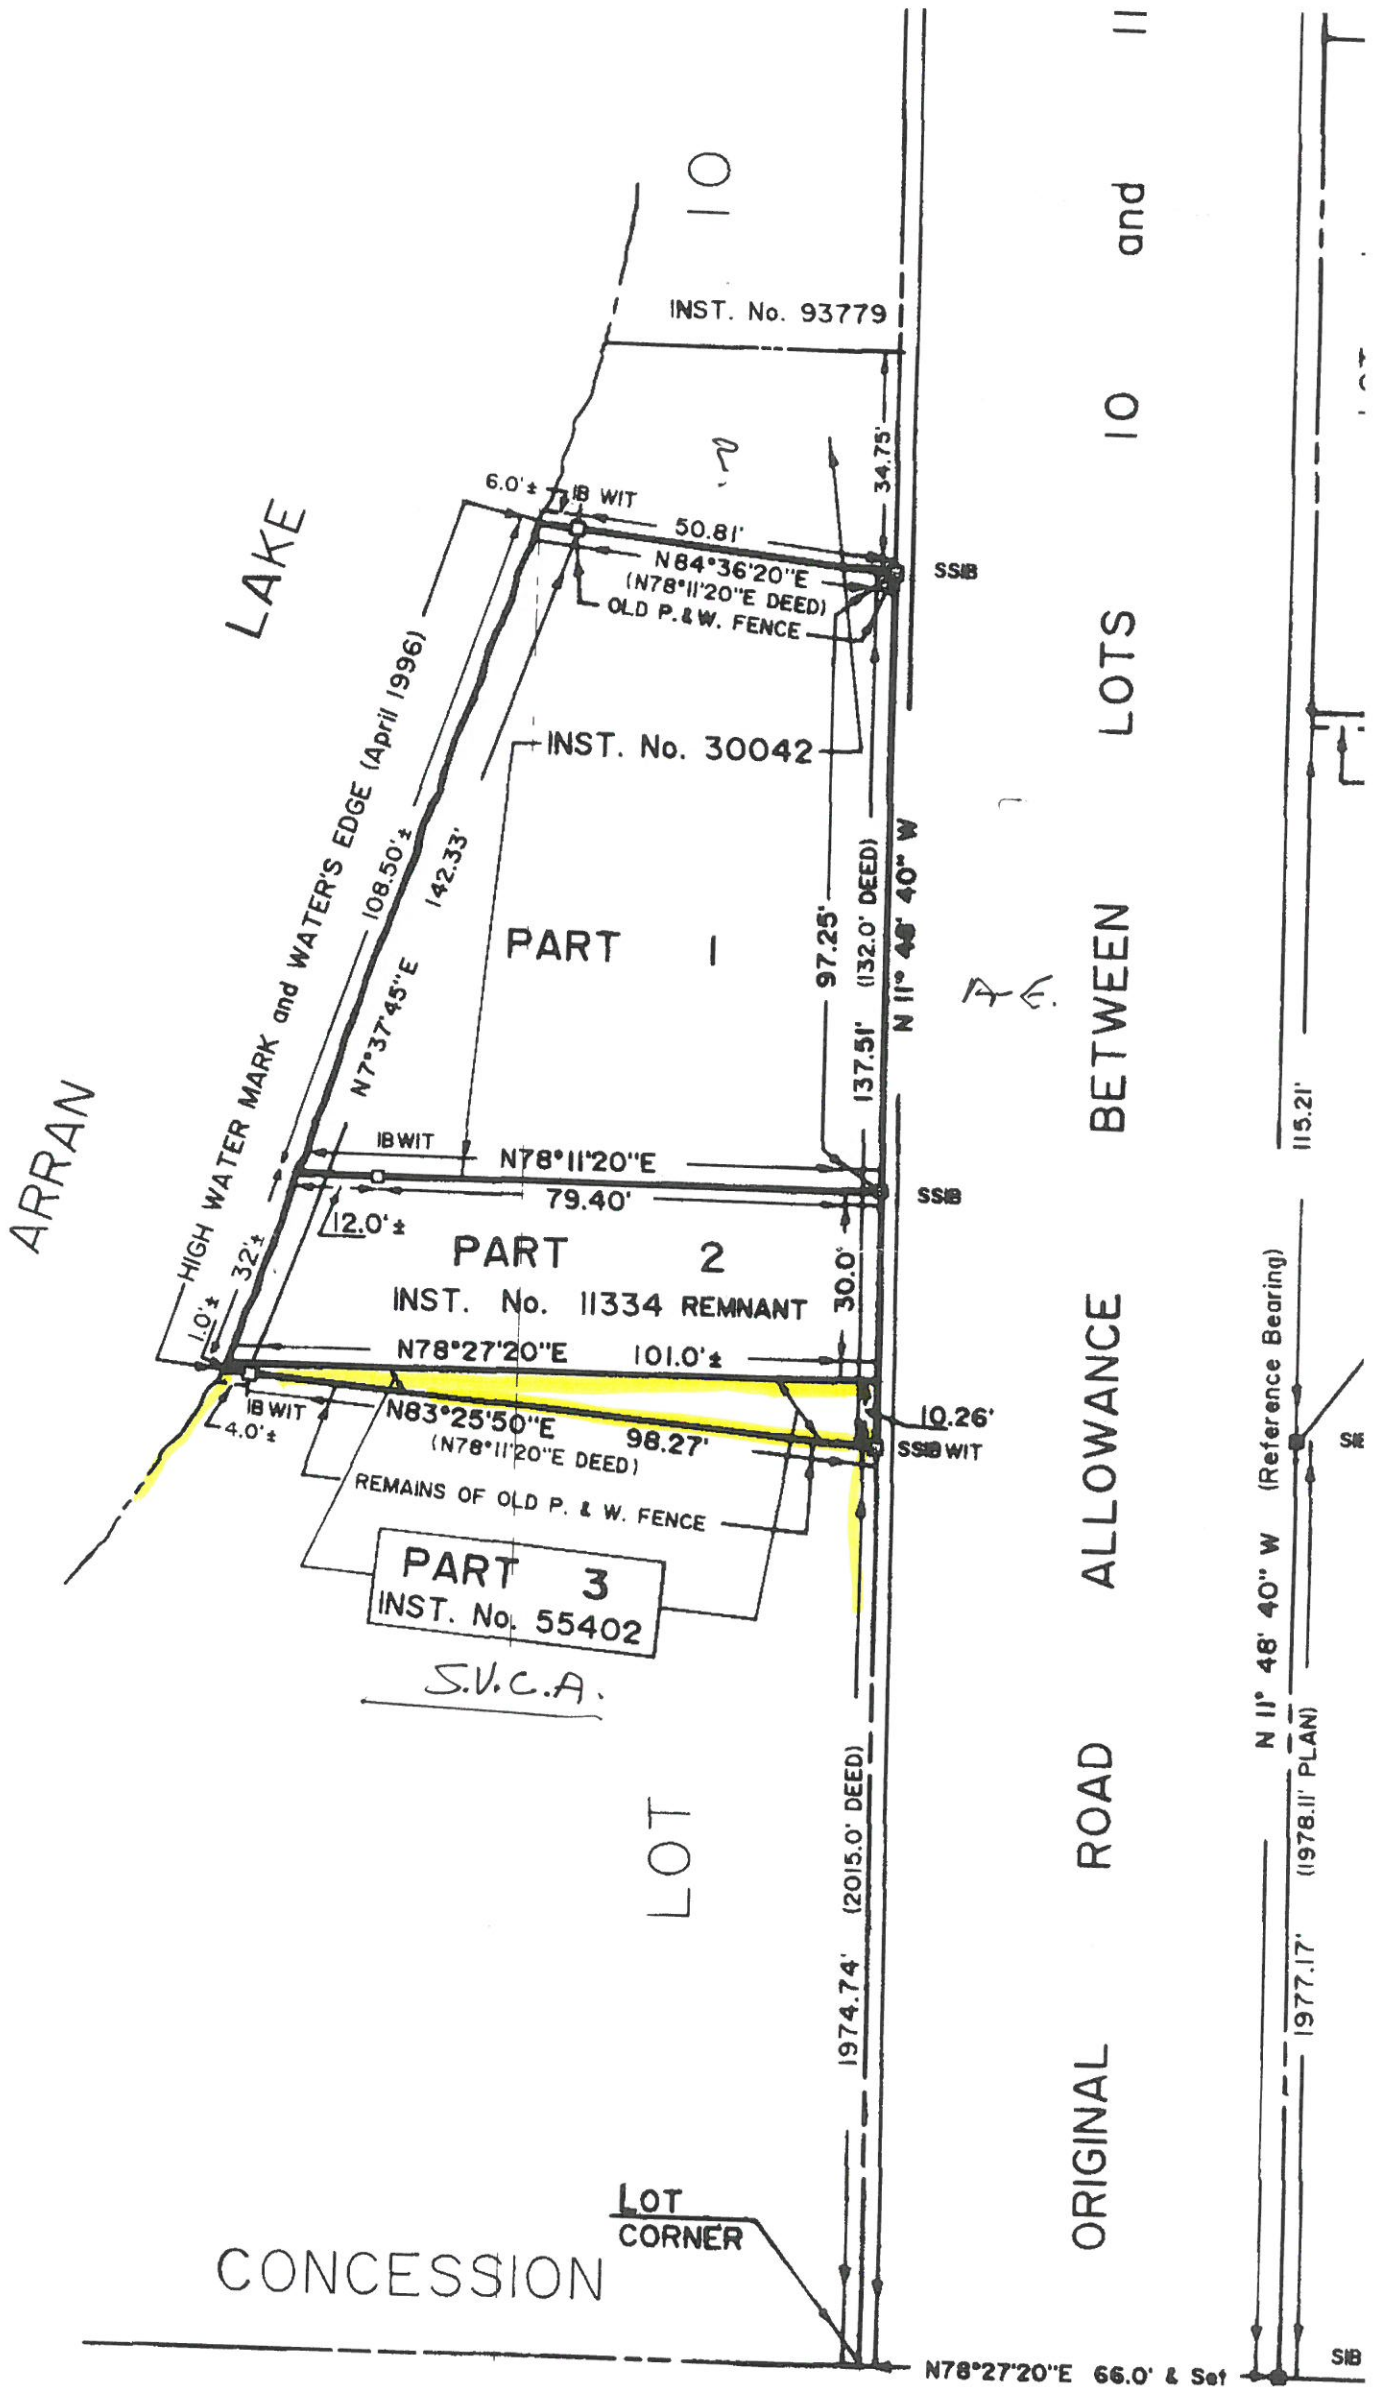 10
INST. No. 93779
34.75'
LAKE
6.0'±
IB WIT
50.81'
N84°36'20"E
(N78°11'20"E DEED)
OLD P. & W. FENCE
SSIB
INST. No. 30042
HIGH WATER MARK and WATER'S EDGE (April 1996)
108.50'±
142.33'
N7°37'45"E
PART 1
97.25'
137.51' (132.0' DEED)
N 11° 48' 40" W
ARRAN
IB WIT
N78°11'20"E
79.40'
12.0'±
SSIB
32'±
1.0'±
PART 2
INST. No. 11334 REMNANT
30.0'
N78°27'20"E 101.0'±
10.26'
IB WIT
4.0'±
N83°25'50"E
(N78°11'20"E DEED)
98.27'
SSIB WIT
REMAINS OF OLD P. & W. FENCE
PART 3
INST. No. 55402
S.V.C.A.
LOT
1974.74' (2015.0' DEED)
LOT
CORNER
CONCESSION
N78°27'20"E 66.0' & Set
ORIGINAL ROAD ALLOWANCE BETWEEN LOTS 10 and 11
115.21'
N 11° 48' 40" W (Reference Bearing)
1977.17' (1978.11' PLAN)
SIB
SIB